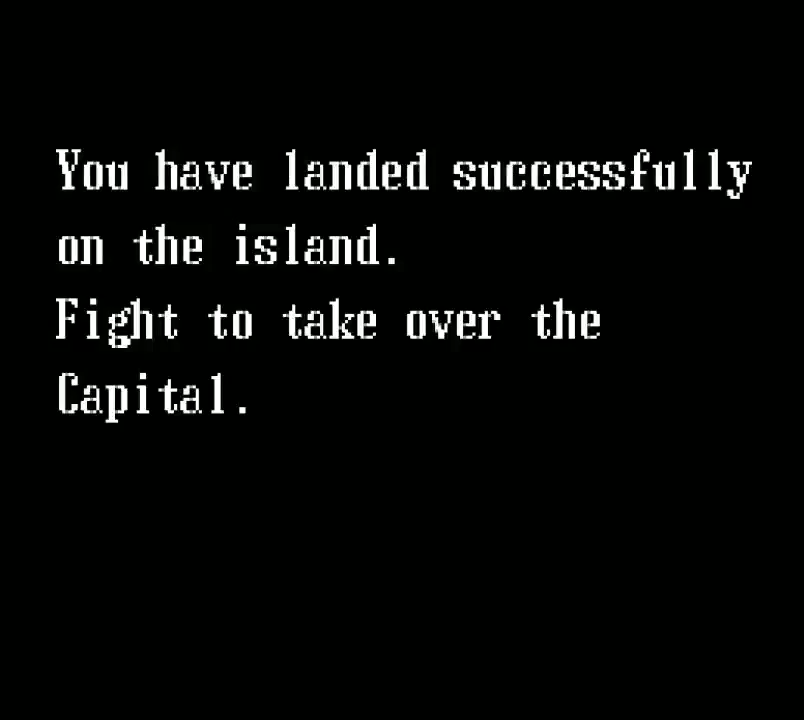 You have landed successfully
on the island.
Fight to take over the
Capital.